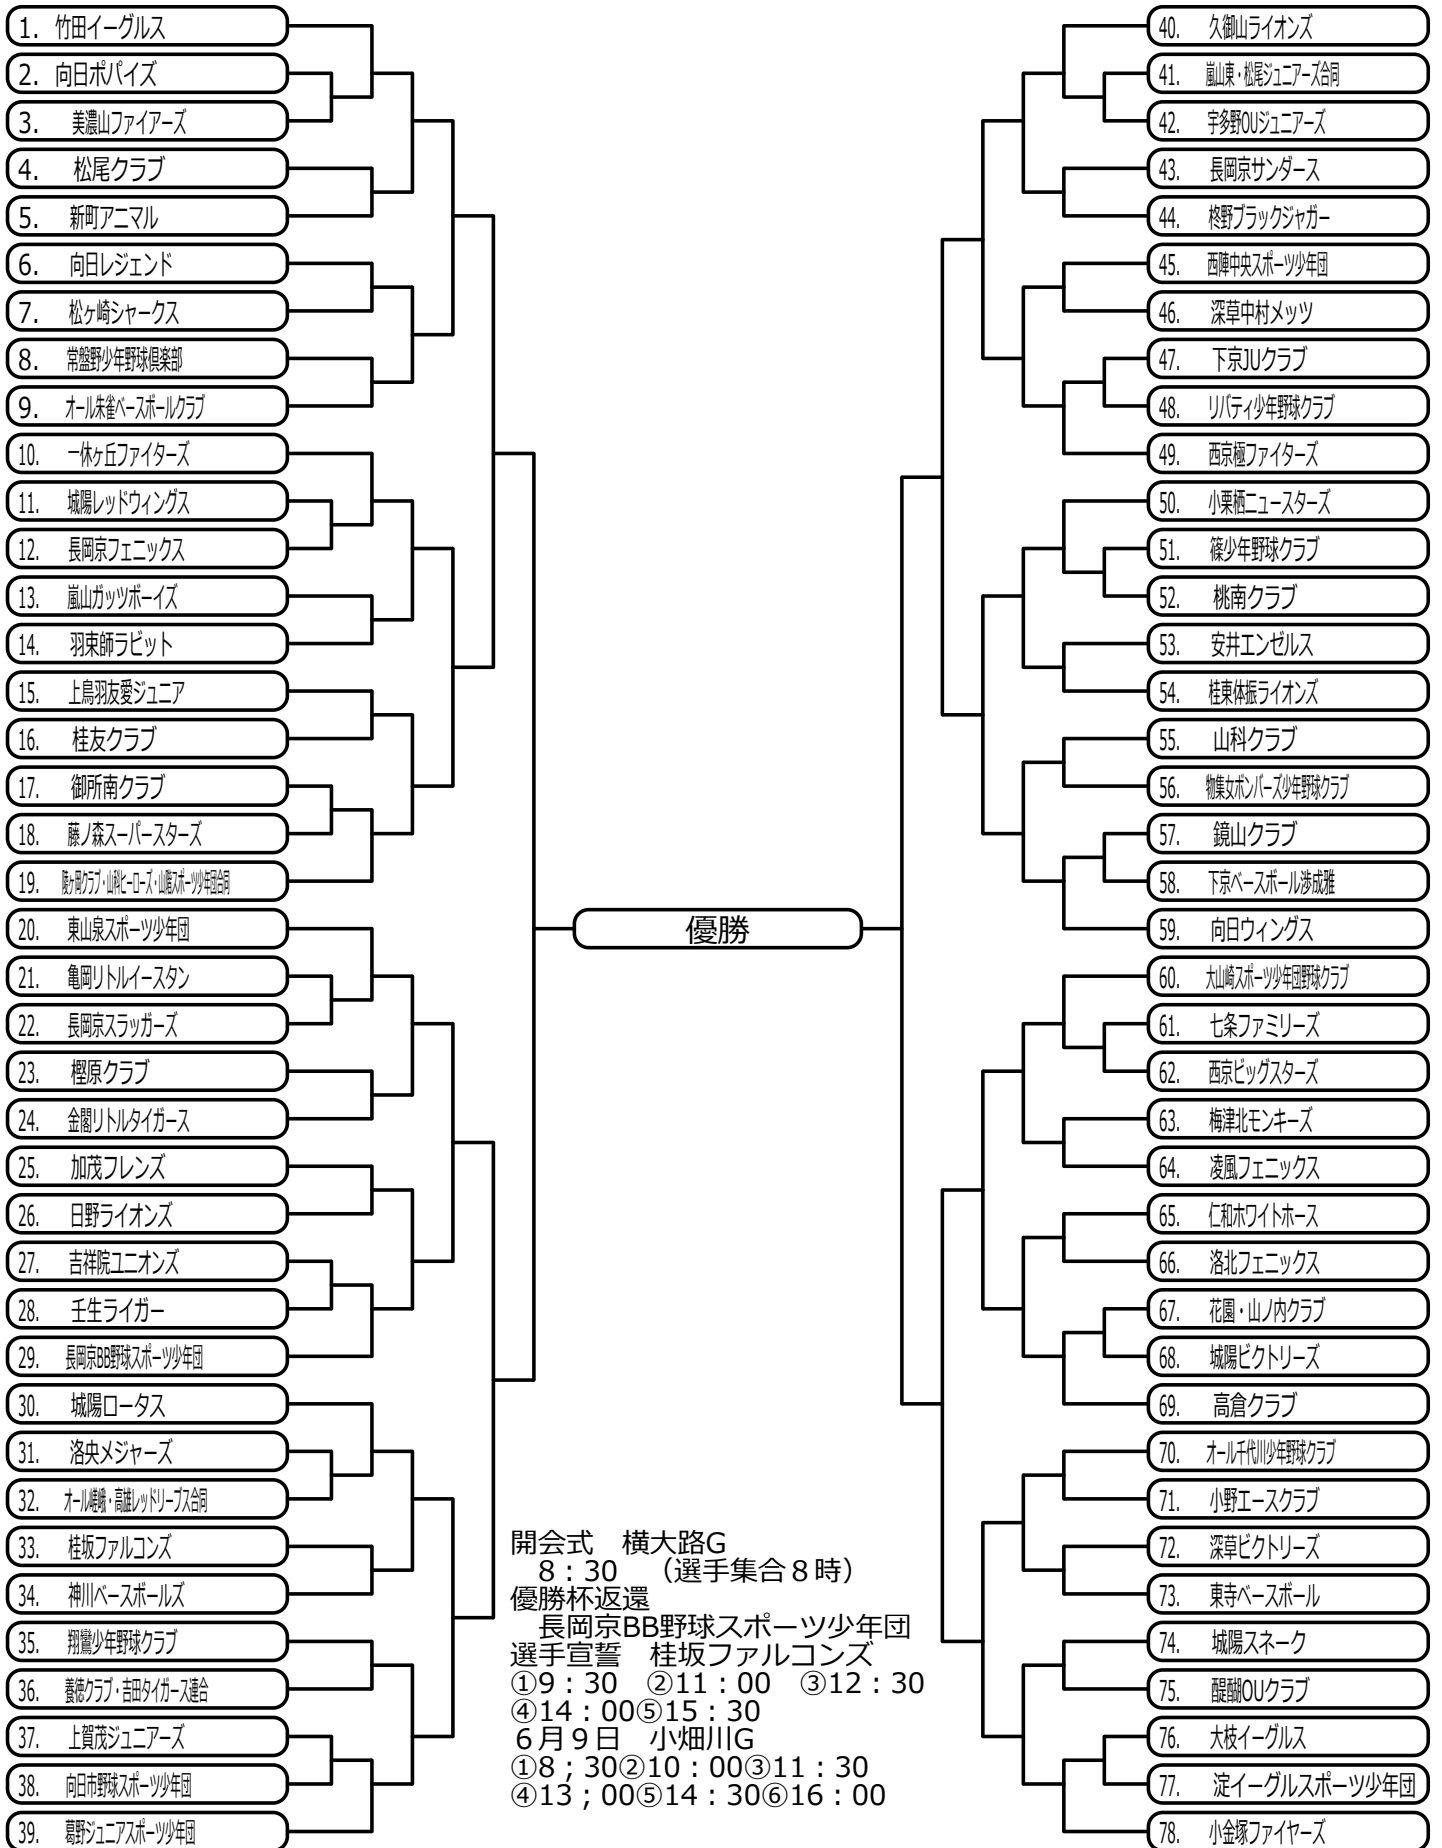 1. 竹田イーグルス
2. 向日ポパイズ
3. 美濃山ファイアーズ
4. 松尾クラブ
5. 新町アニマル
6. 向日レジェンド
7. 松ヶ崎シャークス
8. 常盤野少年野球倶楽部
9. オール朱雀ベースボールクラブ
10. 一休ヶ丘ファイターズ
11. 城陽レッドウィングス
12. 長岡京フェニックス
13. 嵐山ガッツボーイズ
14. 羽束師ラビット
15. 上鳥羽友愛ジュニア
16. 桂友クラブ
17. 御所南クラブ
18. 藤ノ森スーパースターズ
19. 陵ヶ岡クラブ・山科ヒーローズ・山階スポーツ少年団合同
20. 東山泉スポーツ少年団
21. 亀岡リトルイースタン
22. 長岡京スラッガーズ
23. 樫原クラブ
24. 金閣リトルタイガース
25. 加茂フレンズ
26. 日野ライオンズ
27. 吉祥院ユニオンズ
28. 壬生ライガー
29. 長岡京BB野球スポーツ少年団
30. 城陽ロータス
31. 洛央メジャーズ
32. オール嵯峨・高雄レッドリーブス合同
33. 桂坂ファルコンズ
34. 神川ベースボールズ
35. 翔鸞少年野球クラブ
36. 養徳クラブ・吉田タイガース連合
37. 上賀茂ジュニアーズ
38. 向日市野球スポーツ少年団
39. 葛野ジュニアスポーツ少年団
優勝
開会式　横大路G
8：30　（選手集合８時）
優勝杯返還
長岡京BB野球スポーツ少年団
選手宣誓　桂坂ファルコンズ
①9：30　②11：00　③12：30
④14：00⑤15：30
６月９日　小畑川G
①8；30②10：00③11：30
④13；00⑤14：30⑥16：00
40. 久御山ライオンズ
41. 嵐山東・松尾ジュニアーズ合同
42. 宇多野OUジュニアーズ
43. 長岡京サンダース
44. 柊野ブラックジャガー
45. 西陣中央スポーツ少年団
46. 深草中村メッツ
47. 下京JUクラブ
48. リバティ少年野球クラブ
49. 西京極ファイターズ
50. 小栗栖ニュースターズ
51. 篠少年野球クラブ
52. 桃南クラブ
53. 安井エンゼルス
54. 桂東体振ライオンズ
55. 山科クラブ
56. 物集女ボンバーズ少年野球クラブ
57. 鏡山クラブ
58. 下京ベースボール渉成雅
59. 向日ウィングス
60. 大山崎スポーツ少年団野球クラブ
61. 七条ファミリーズ
62. 西京ビッグスターズ
63. 梅津北モンキーズ
64. 凌風フェニックス
65. 仁和ホワイトホース
66. 洛北フェニックス
67. 花園・山ノ内クラブ
68. 城陽ビクトリーズ
69. 高倉クラブ
70. オール千代川少年野球クラブ
71. 小野エースクラブ
72. 深草ビクトリーズ
73. 東寺ベースボール
74. 城陽スネーク
75. 醍醐OUクラブ
76. 大枝イーグルス
77. 淀イーグルスポーツ少年団
78. 小金塚ファイヤーズ